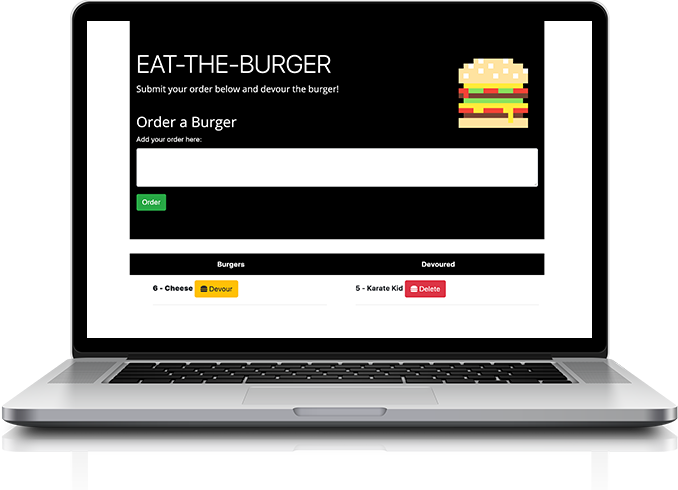 EAT-THE-BURGER
Submit your order below and devour the burger!
Order a Burger
Add your order here:
Order
Burgers Devoured
6 - Cheese Devour 5 - Karate Kid Delete